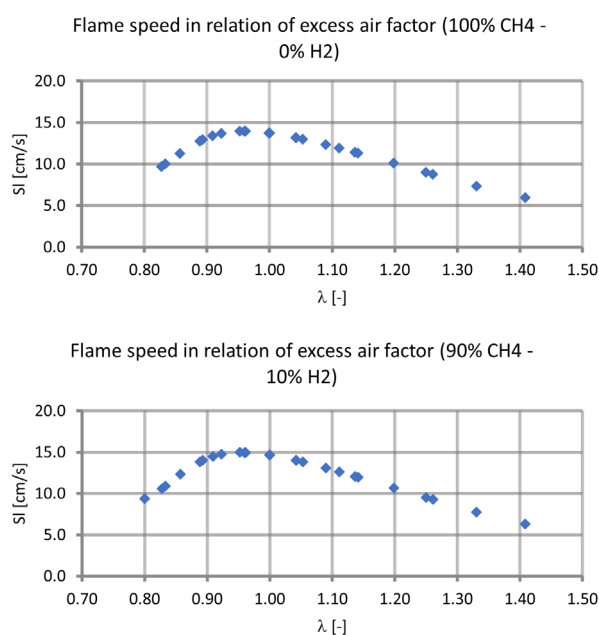 Flame speed in relation of excess air factor (100% CH4 -
0% H2)
20.0
15.0
10.0
5.0
0.0
Sl [cm/s]
0.70 0.80 0.90 1.00 1.10 1.20 1.30 1.40 1.50
λ [-]
Flame speed in relation of excess air factor (90% CH4 -
10% H2)
20.0
15.0
10.0
5.0
0.0
Sl [cm/s]
0.70 0.80 0.90 1.00 1.10 1.20 1.30 1.40 1.50
λ [-]